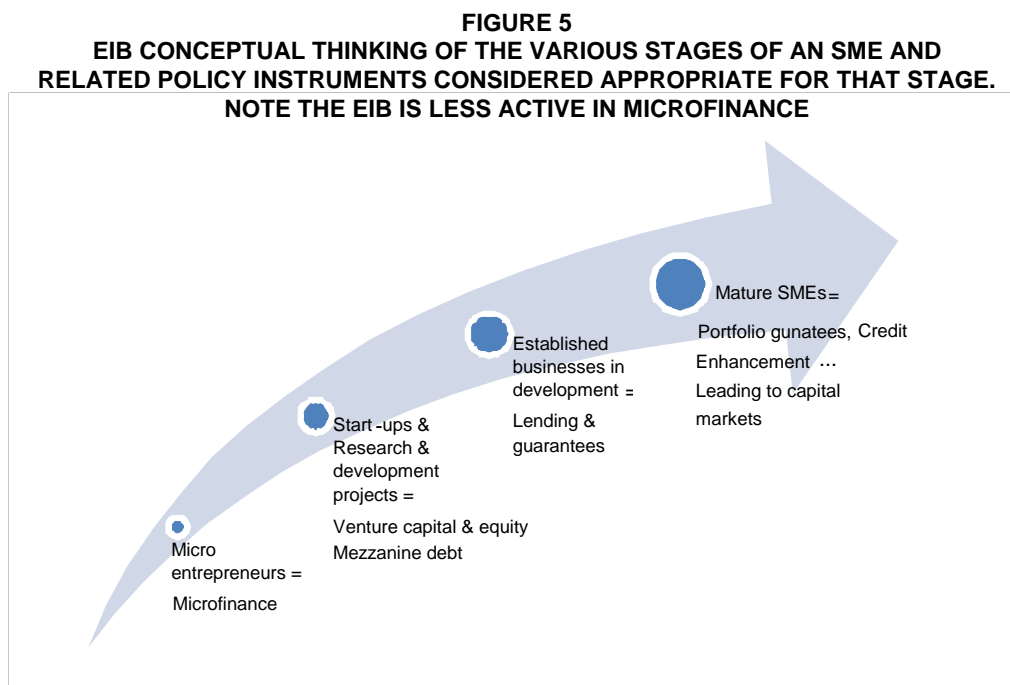 FIGURE 5
EIB CONCEPTUAL THINKING OF THE VARIOUS STAGES OF AN SME AND
RELATED POLICY INSTRUMENTS CONSIDERED APPROPRIATE FOR THAT STAGE.
NOTE THE EIB IS LESS ACTIVE IN MICROFINANCE
Micro
entrepreneurs =
Microfinance
Start-ups &
Research &
development
projects =
Venture capital & equity
Mezzanine debt
Established
businesses in
development =
Lending &
guarantees
Mature SMEs=
Portfolio gunatees, Credit
Enhancement ...
Leading to capital
markets